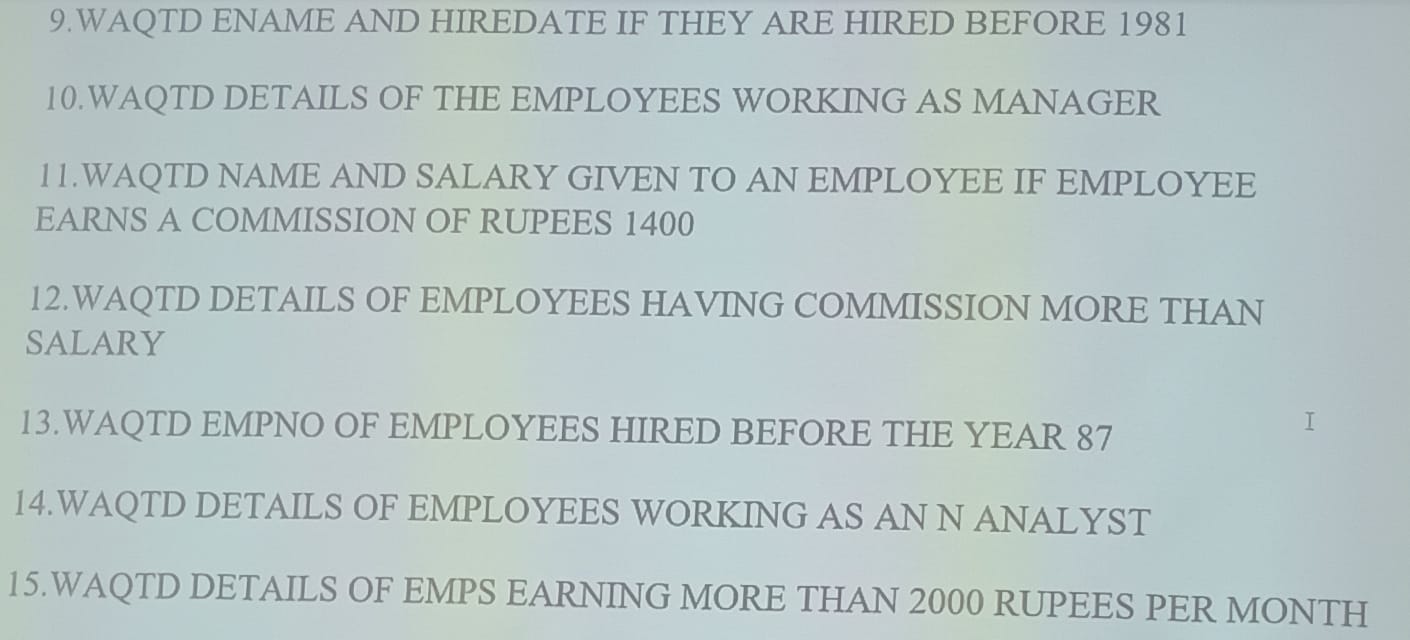 9.WAQTD ENAME AND HIREDATE IF THEY ARE HIRED BEFORE 1981
10.WAQTD DETAILS OF THE EMPLOYEES WORKING AS MANAGER
11.WAQTD NAME AND SALARY GIVEN TO AN EMPLOYEE IF EMPLOYEE
EARNS A COMMISSION OF RUPEES 1400
12.WAQTD DETAILS OF EMPLOYEES HAVING COMMISSION MORE THAN
SALARY
13.WAQTD EMPNO OF EMPLOYEES HIRED BEFORE THE YEAR 87
14.WAQTD DETAILS OF EMPLOYEES WORKING AS AN N ANALYST
15.WAQTD DETAILS OF EMPS EARNING MORE THAN 2000 RUPEES PER MONTH